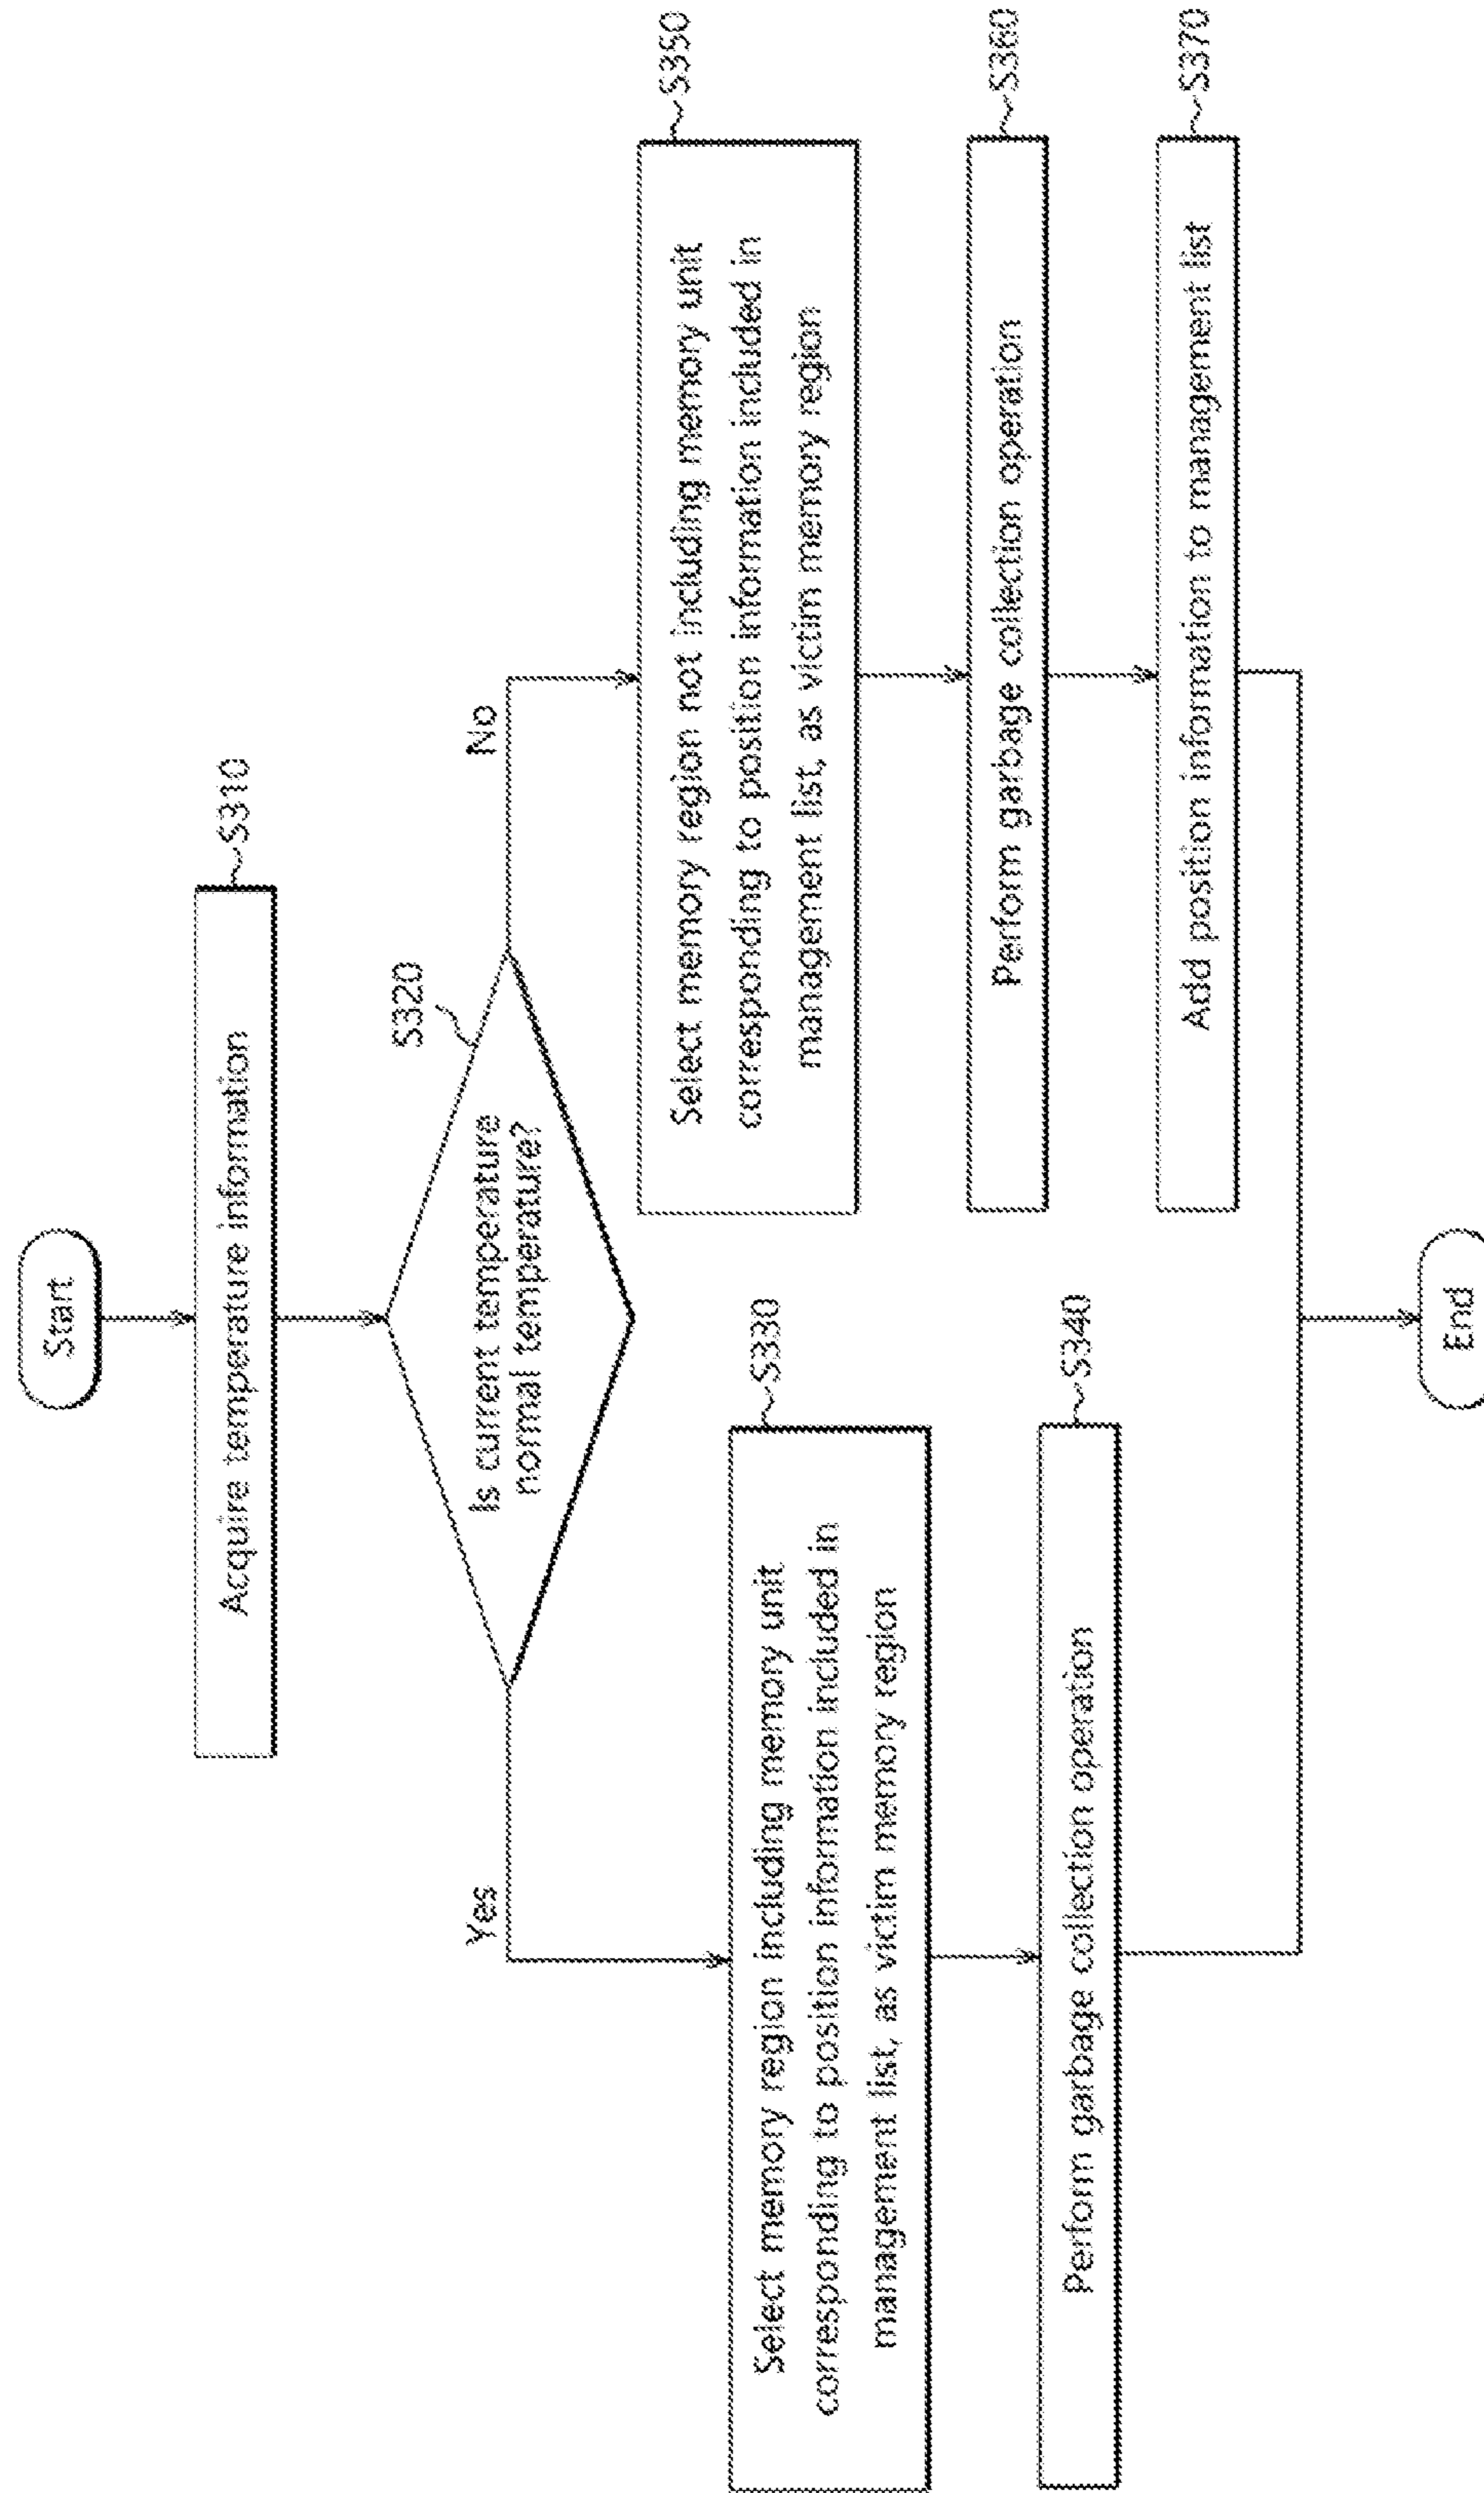 Start
Acquire temperature information
S310
S320
Is current temperature
normal temperature?
Yes
No
Select memory region including memory unit
corresponding to position information included in
management list, as victim memory region
S330
Perform garbage collection operation
S340
Select memory region not including memory unit
corresponding to position information included in
management list, as victim memory region
S350
Perform garbage collection operation
S360
Add position information to management list
S370
End